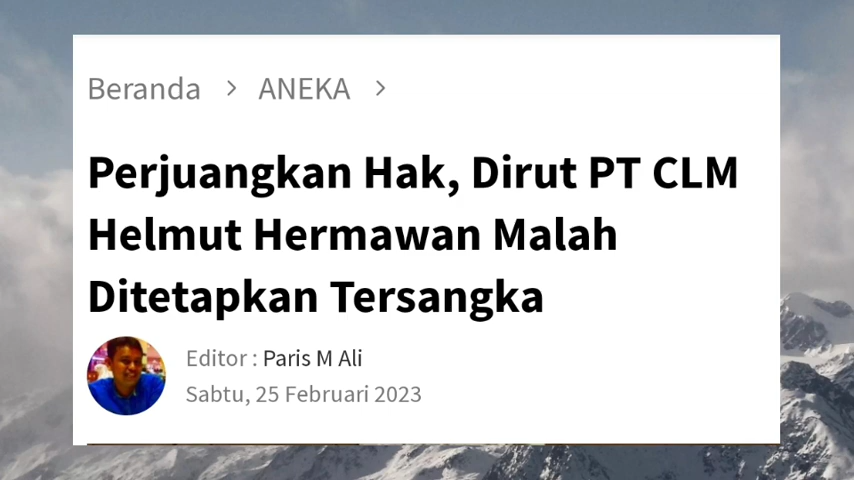 Beranda > ANEKA >
Perjuangkan Hak, Dirut PT CLM
Helmut Hermawan Malah
Ditetapkan Tersangka
Editor : Paris M Ali
Sabtu, 25 Februari 2023